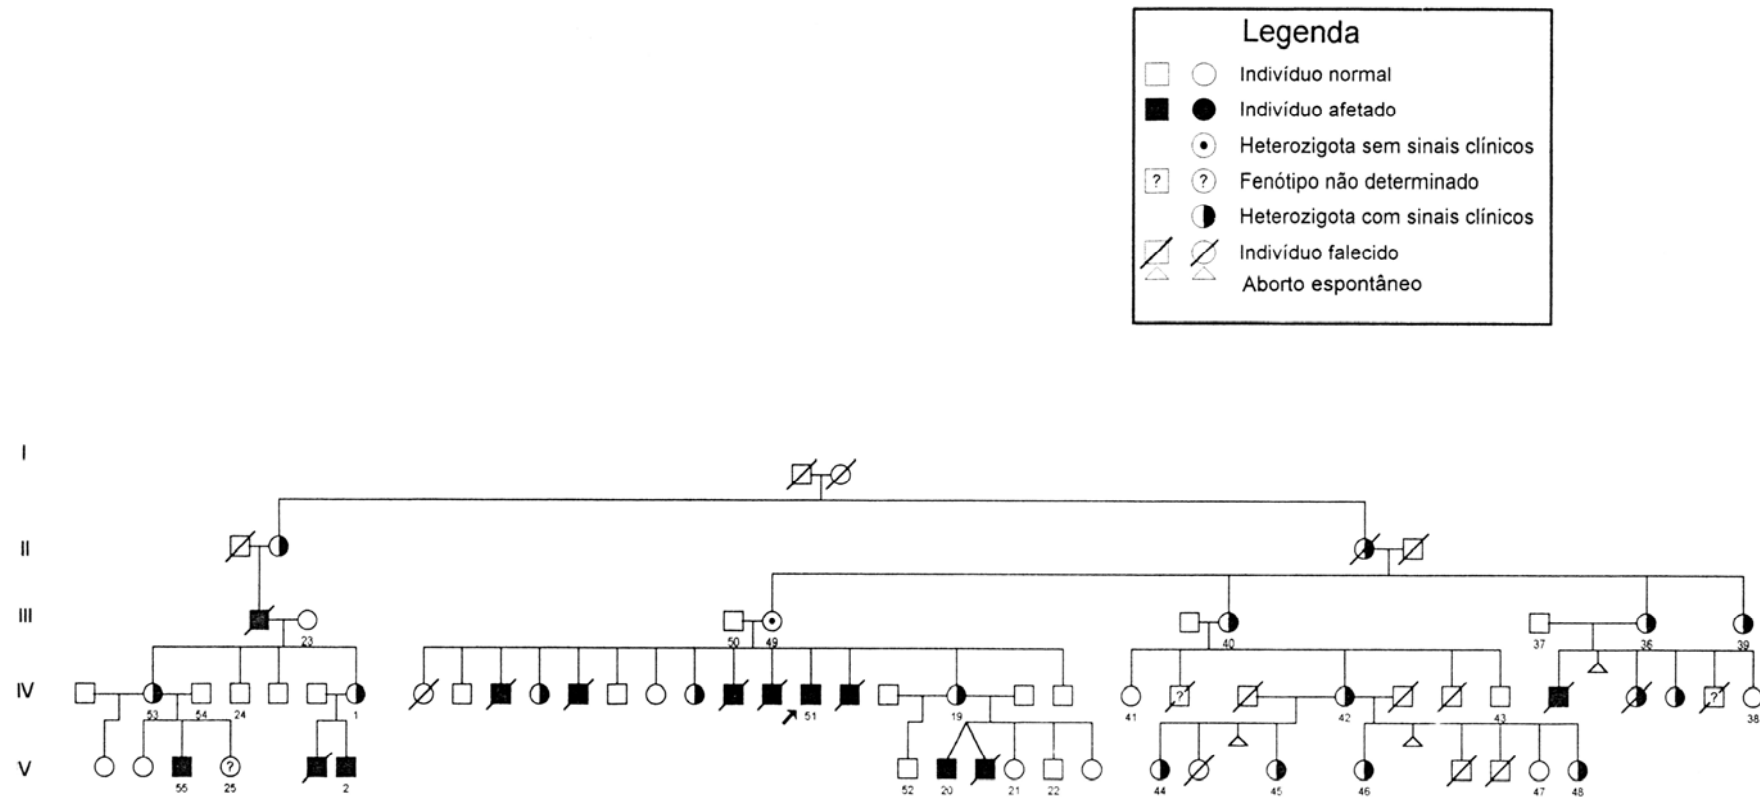 Legenda
Indivíduo normal
Indivíduo afetado
Heterozigota sem sinais clínicos
? ? Fenótipo não determinado
Heterozigota com sinais clínicos
Indivíduo falecido
Aborto espontâneo
I
II
III
23 50 49 40 37 36 39
IV
53 54 24 1 51 19 41 ? 42 43 ? 38
V
55 ? 25 2 52 20 21 22 44 45 46 47 48